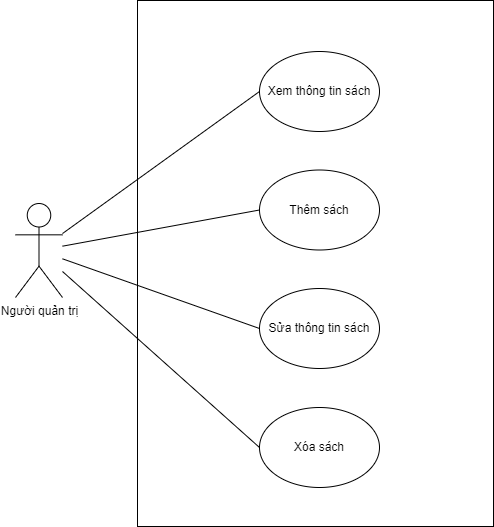 Xem thông tin sách
Thêm sách
Người quản trị
Sửa thông tin sách
Xóa sách